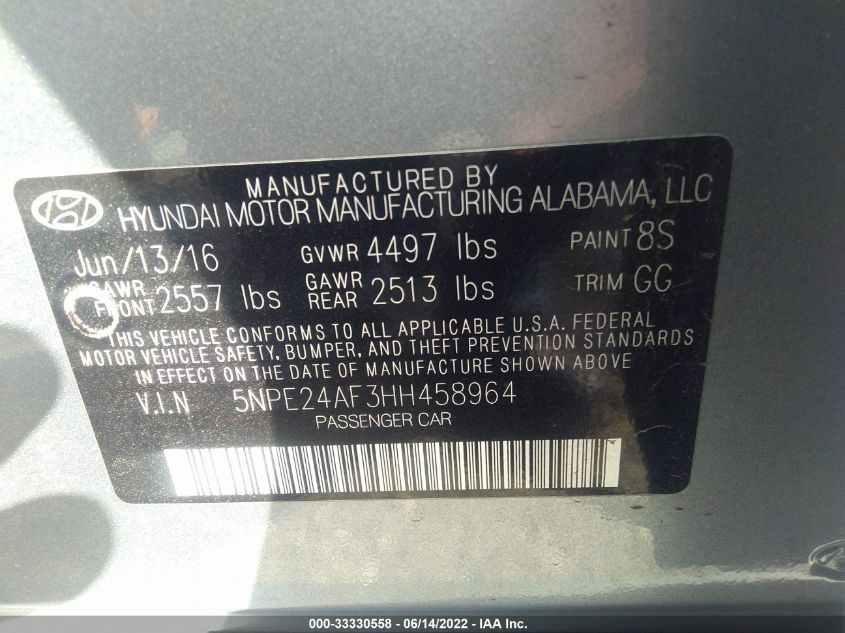 MANUFACTURED BY
HYUNDAI MOTOR MANUFACTURING ALABAMA, LLC
Jun/13/16 GVWR 4497 lbs PAINT 8S
GAWR FRONT 2557 lbs GAWR REAR 2513 lbs TRIM GG
THIS VEHICLE CONFORMS TO ALL APPLICABLE U.S.A. FEDERAL
MOTOR VEHICLE SAFETY, BUMPER, AND THEFT PREVENTION STANDARDS
IN EFFECT ON THE DATE OF MANUFACTURE SHOWN ABOVE
V.I.N 5NPE24AF3HH458964
PASSENGER CAR
000-33330558 - 06/14/2022 - IAA Inc.